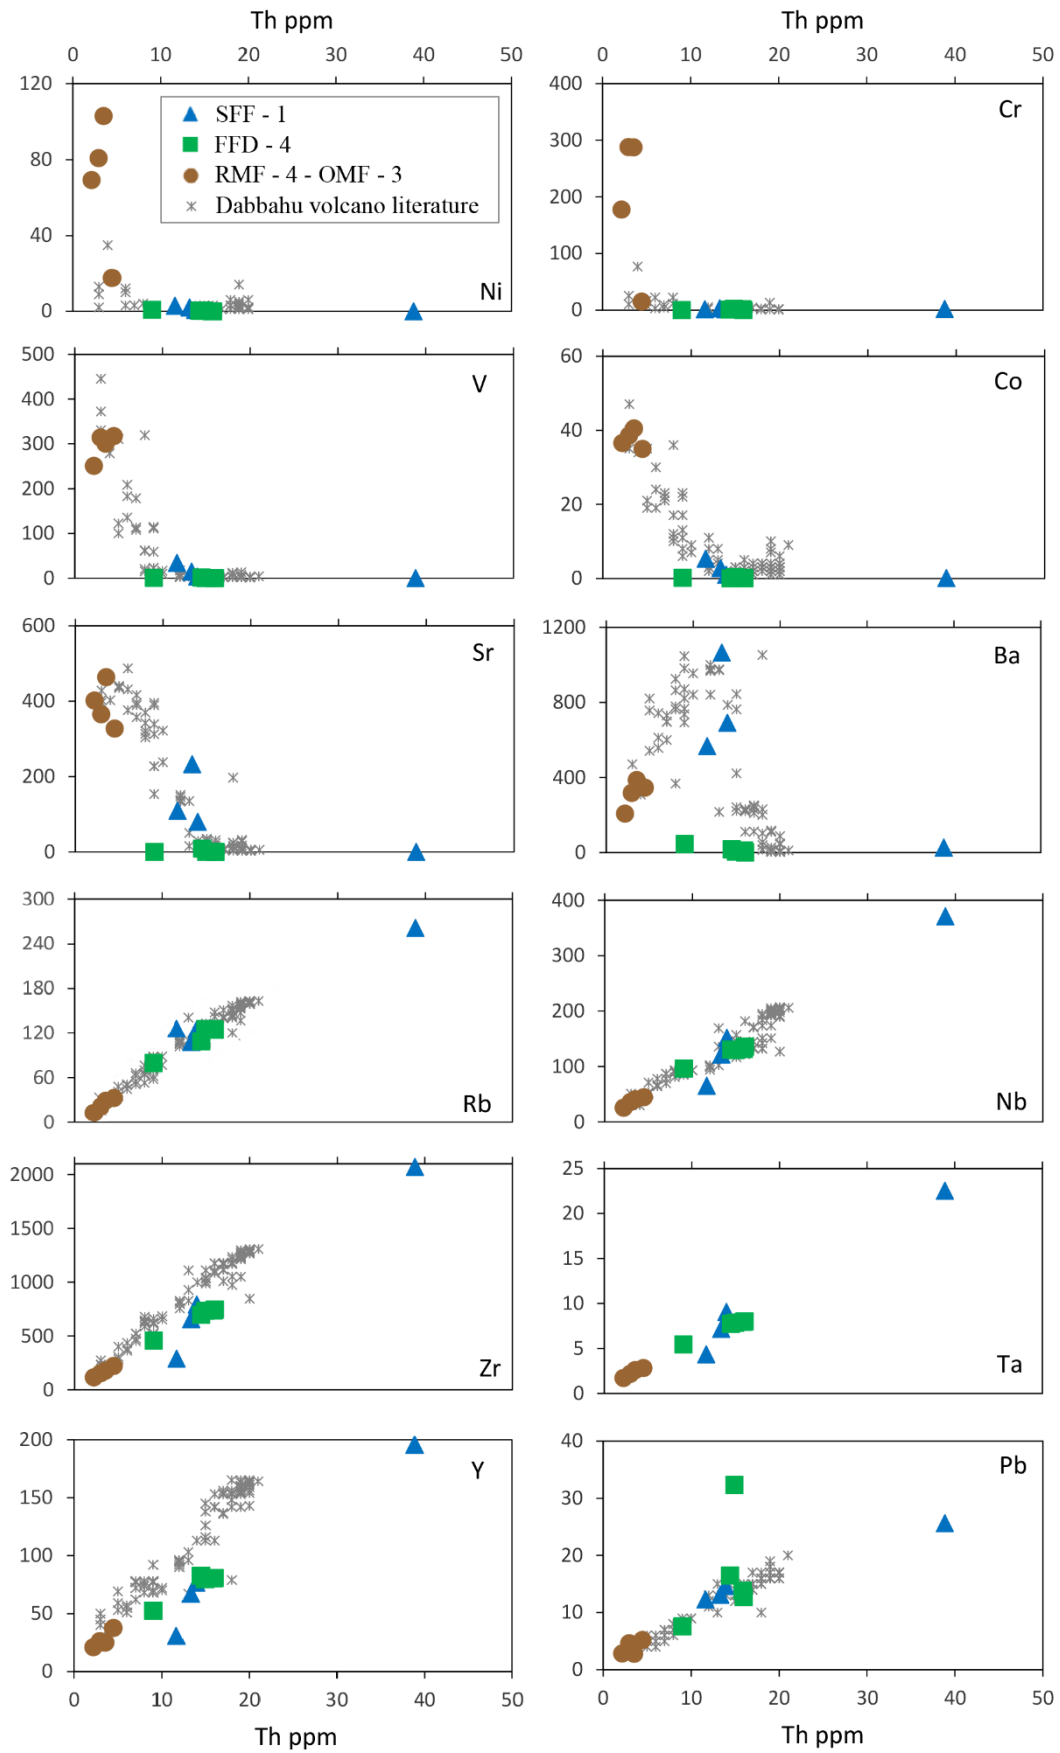 Th ppm Th ppm
0 10 20 30 40 50 0 10 20 30 40 50
120 400
SFF - 1 Cr
FFD - 4
80 300
RMF - 4 - OMF - 3
200
Dabbahu volcano literature
40 100
Ni
0 0
500 60
V Co
400
300 40
200 20
100
0 0
600 1200
Sr Ba
400 800
200 400
0 0
300 400
240 300
180
120 200
60 100
Rb Nb
0 0
2000 25
20
1500
15
1000 10
500 5
Zr Ta
0 0
200 40
Y Pb
150 30
100 20
50 10
0 0
0 10 20 30 40 50 0 10 20 30 40 50
Th ppm Th ppm